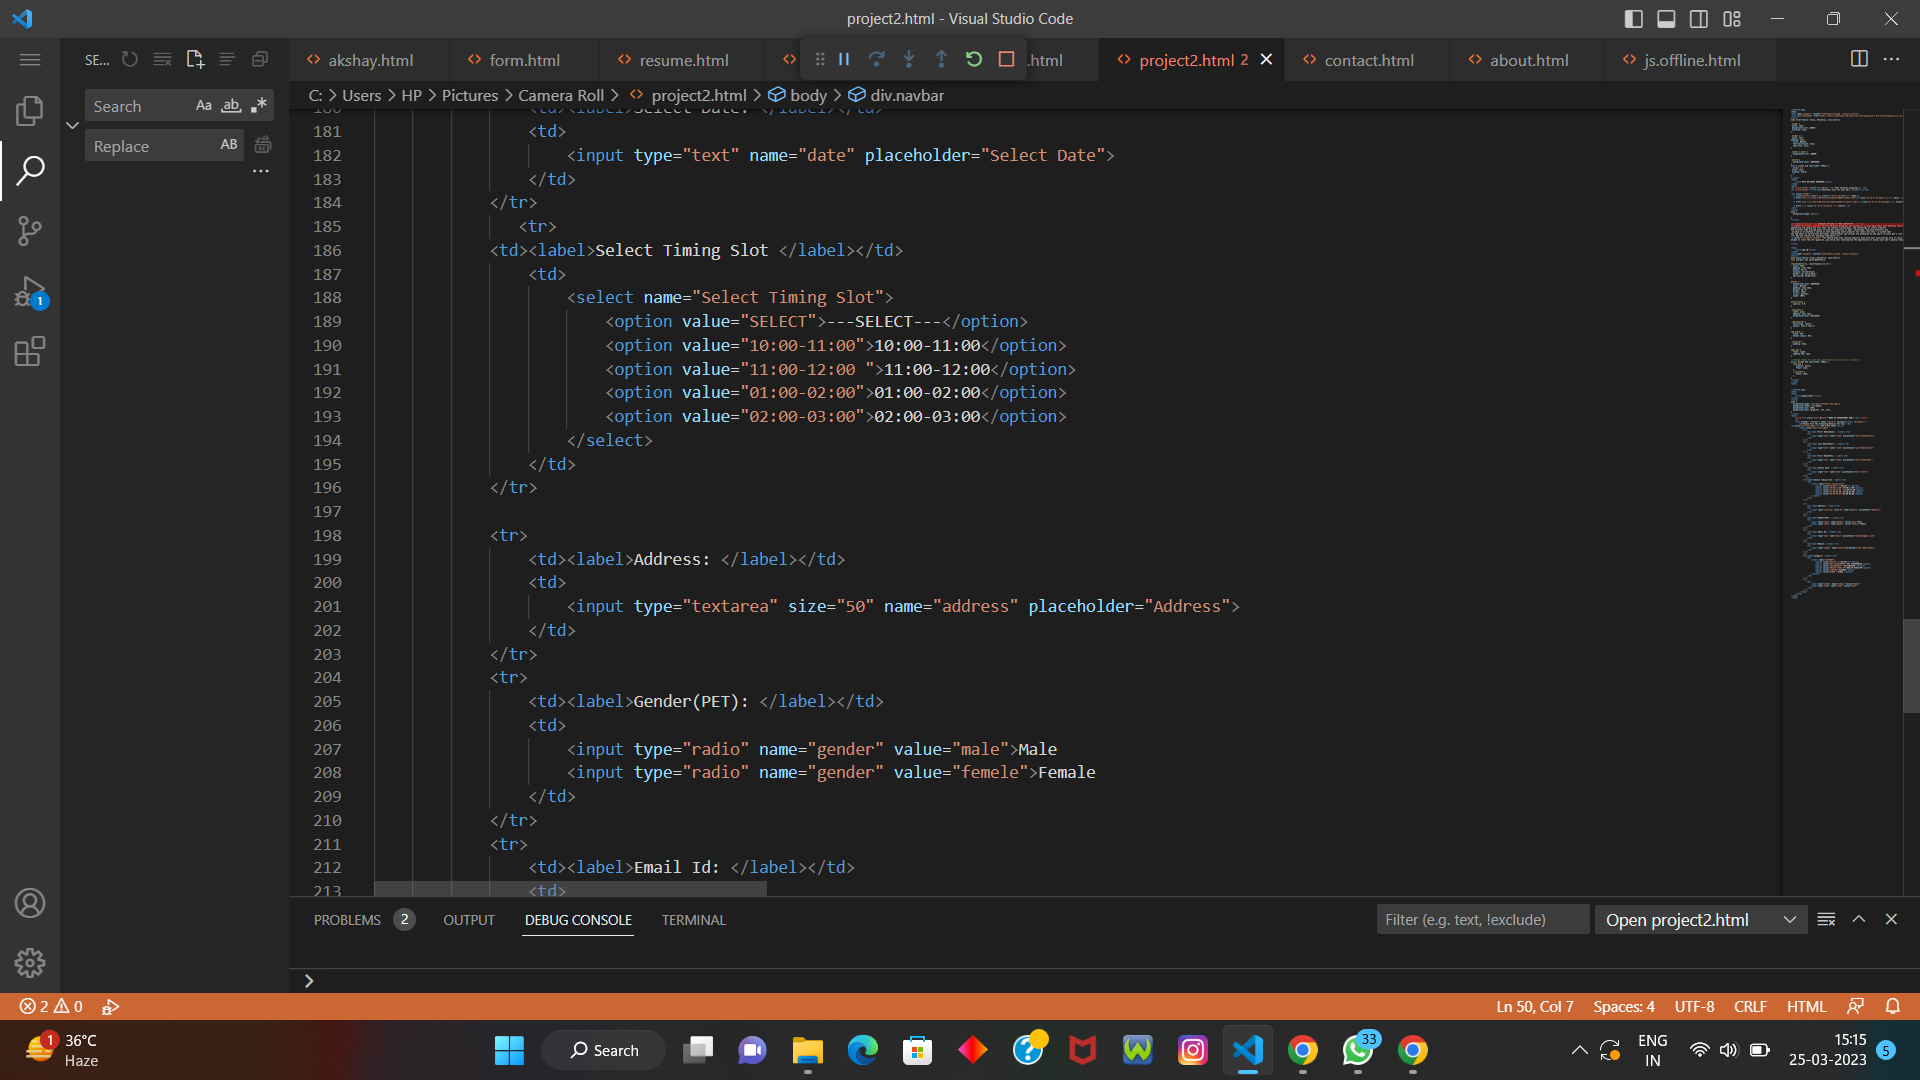 project2.html - Visual Studio Code
SE...
akshay.html
form.html
resume.html
.html
project2.html 2
contact.html
about.html
js.offline.html
Search
Aa ab
Replace
AB
C: > Users > HP > Pictures > Camera Roll > project2.html > body > div.navbar
181 <td>
182 <input type="text" name="date" placeholder="Select Date">
183 </td>
184 </tr>
185 <tr>
186 <td><label>Select Timing Slot </label></td>
187 <td>
188 <select name="Select Timing Slot">
189 <option value="SELECT">---SELECT---</option>
190 <option value="10:00-11:00">10:00-11:00</option>
191 <option value="11:00-12:00 ">11:00-12:00</option>
192 <option value="01:00-02:00">01:00-02:00</option>
193 <option value="02:00-03:00">02:00-03:00</option>
194 </select>
195 </td>
196 </tr>
197
198 <tr>
199 <td><label>Address: </label></td>
200 <td>
201 <input type="textarea" size="50" name="address" placeholder="Address">
202 </td>
203 </tr>
204 <tr>
205 <td><label>Gender(PET): </label></td>
206 <td>
207 <input type="radio" name="gender" value="male">Male
208 <input type="radio" name="gender" value="femele">Female
209 </td>
210 </tr>
211 <tr>
212 <td><label>Email Id: </label></td>
213 <td>
1
PROBLEMS 2 OUTPUT DEBUG CONSOLE TERMINAL
Filter (e.g. text, !exclude)
Open project2.html
2 0
Ln 50, Col 7 Spaces: 4 UTF-8 CRLF HTML
1
36°C
Haze
Search
33
ENG
IN
15:15
25-03-2023
5